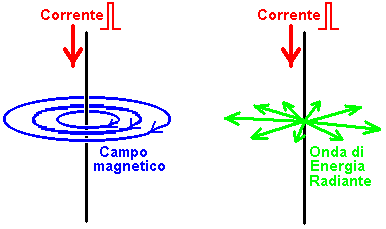 Corrente
Corrente
Campo
magnetico
Onda di
Energia
Radiante